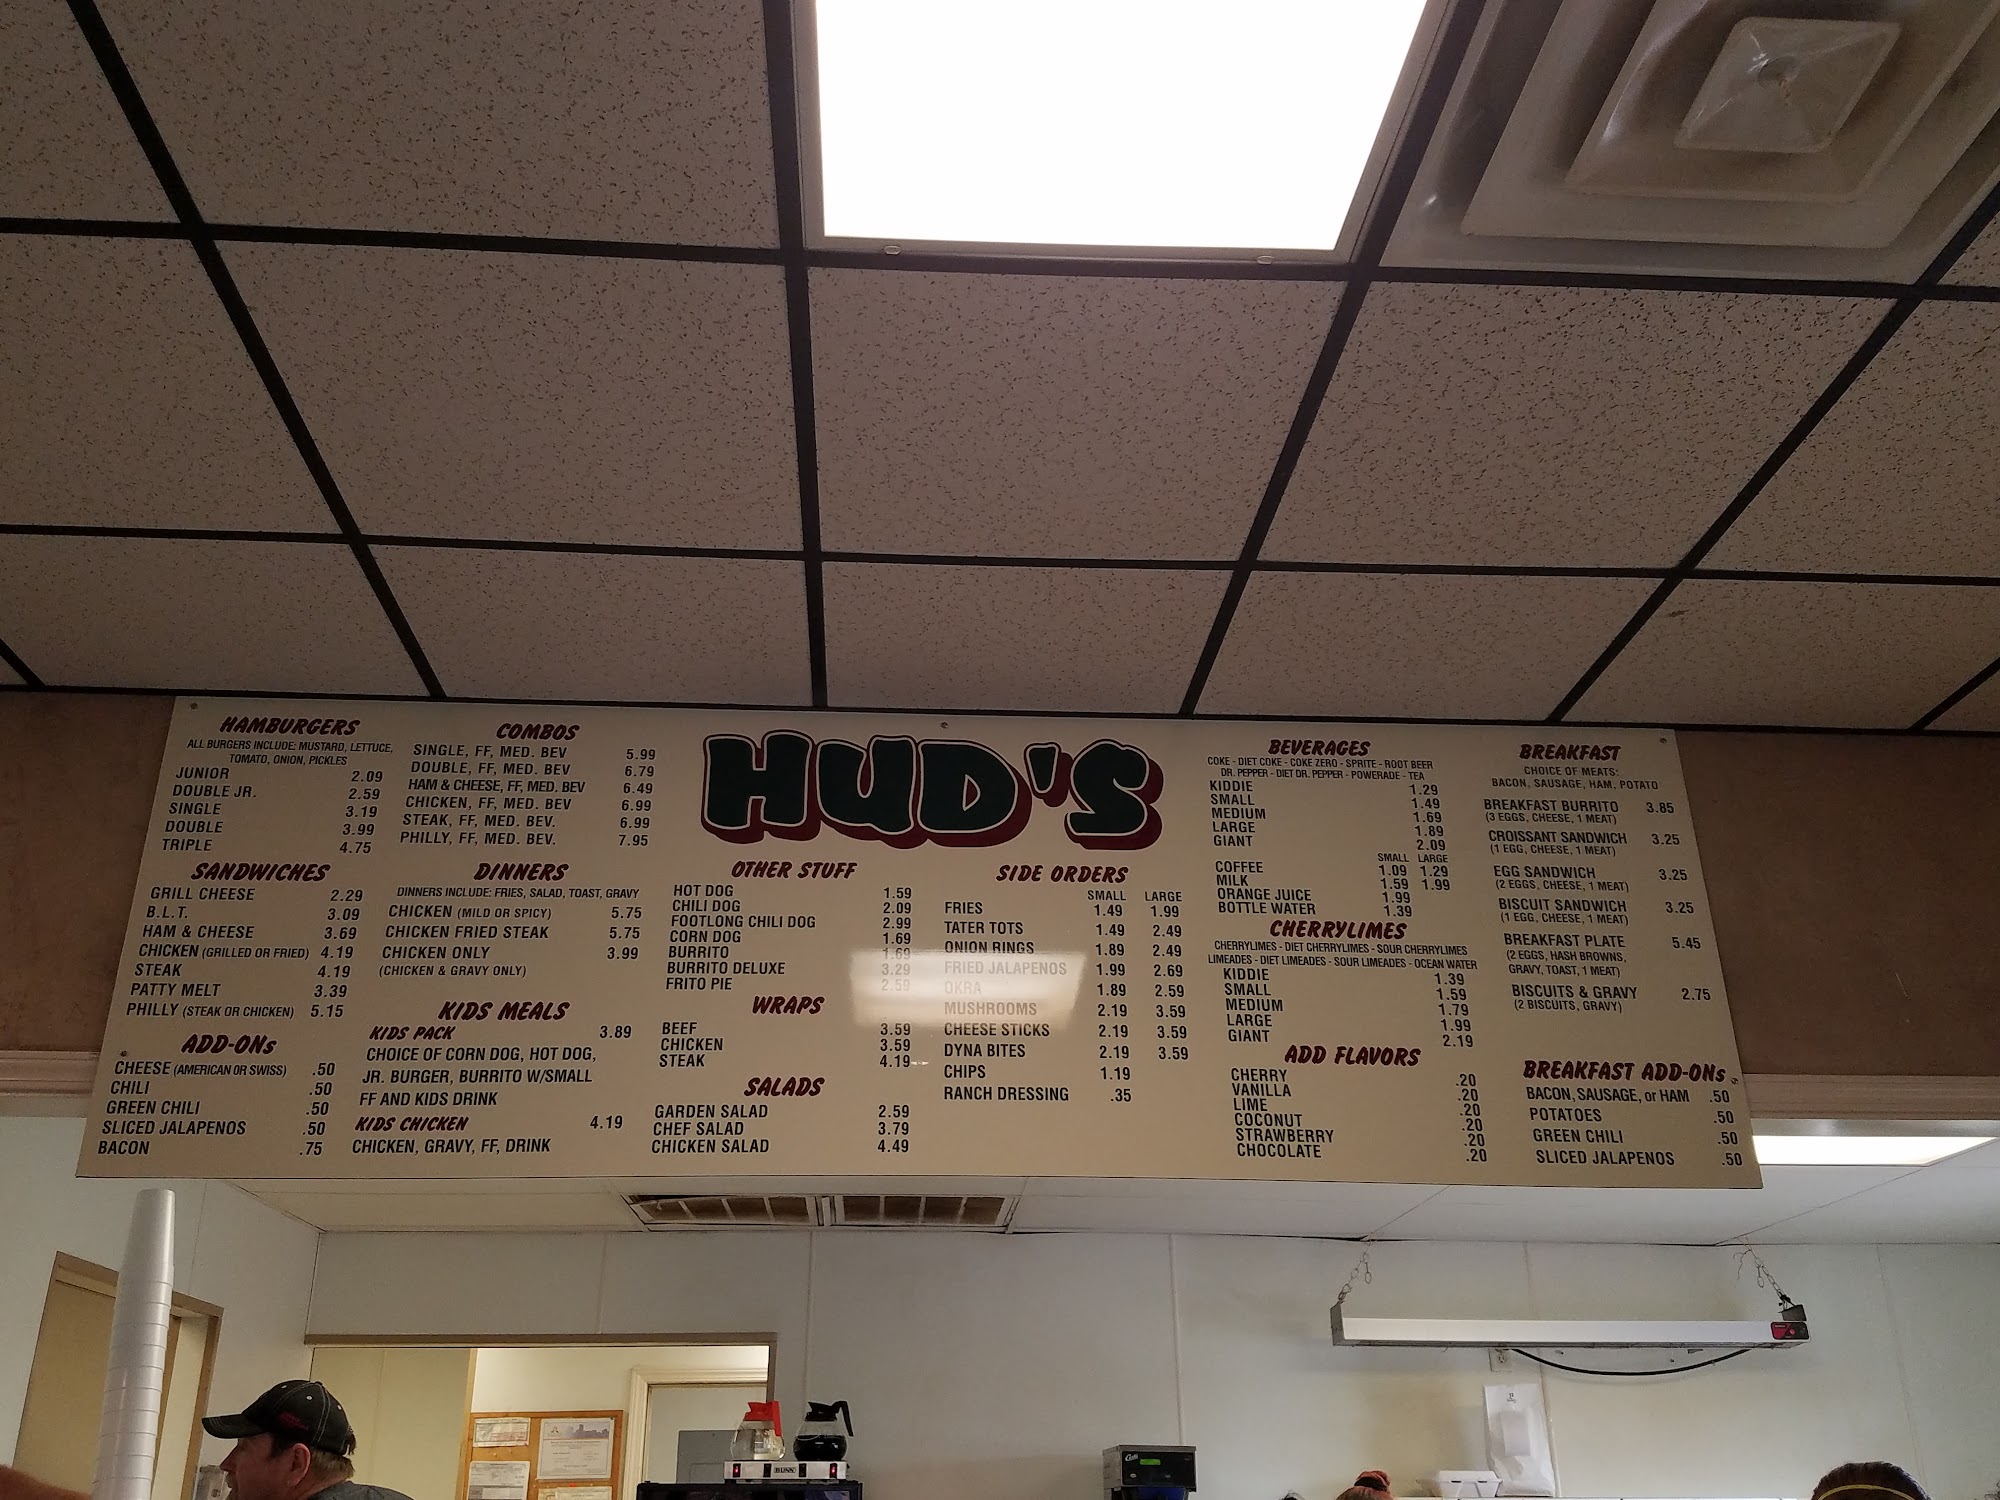 HUD'S
HAMBURGERS
ALL BURGERS INCLUDE: MUSTARD, LETTUCE,
TOMATO, ONION, PICKLES
JUNIOR 2.09
DOUBLE JR. 2.59
SINGLE 3.19
DOUBLE 3.99
TRIPLE 4.75
SANDWICHES
GRILL CHEESE 2.29
B.L.T. 3.09
HAM & CHEESE 3.69
CHICKEN (GRILLED OR FRIED) 4.19
STEAK 4.19
PATTY MELT 3.39
PHILLY (STEAK OR CHICKEN) 5.15
ADD-ONs
CHEESE (AMERICAN OR SWISS) .50
CHILI .50
GREEN CHILI .50
SLICED JALAPENOS .50
BACON .75
COMBOS
SINGLE, FF, MED. BEV 5.99
DOUBLE, FF, MED. BEV 6.79
HAM & CHEESE, FF, MED. BEV 6.49
CHICKEN, FF, MED. BEV 6.99
STEAK, FF, MED. BEV. 6.99
PHILLY, FF, MED. BEV. 7.95
DINNERS
DINNERS INCLUDE: FRIES, SALAD, TOAST, GRAVY
CHICKEN (MILD OR SPICY) 5.75
CHICKEN FRIED STEAK 5.75
CHICKEN ONLY 3.99
(CHICKEN & GRAVY ONLY)
KIDS MEALS
KIDS PACK 3.89
CHOICE OF CORN DOG, HOT DOG,
JR. BURGER, BURRITO W/SMALL
FF AND KIDS DRINK
KIDS CHICKEN 4.19
CHICKEN, GRAVY, FF, DRINK
OTHER STUFF
HOT DOG 1.59
CHILI DOG 2.09
FOOTLONG CHILI DOG 2.99
CORN DOG 1.69
BURRITO 1.69
BURRITO DELUXE 3.29
FRITO PIE 2.59
WRAPS
BEEF 3.59
CHICKEN 3.59
STEAK 4.19
SALADS
GARDEN SALAD 2.59
CHEF SALAD 3.79
CHICKEN SALAD 4.49
SIDE ORDERS
SMALL LARGE
FRIES 1.49 1.99
TATER TOTS 1.49 2.49
ONION RINGS 1.89 2.49
FRIED JALAPENOS 1.99 2.69
OKRA 1.89 2.59
MUSHROOMS 2.19 3.59
CHEESE STICKS 2.19 3.59
DYNA BITES 2.19 3.59
CHIPS 1.19
RANCH DRESSING .35
BEVERAGES
COKE - DIET COKE - COKE ZERO - SPRITE - ROOT BEER
DR. PEPPER - DIET DR. PEPPER - POWERADE - TEA
KIDDIE 1.29
SMALL 1.49
MEDIUM 1.69
LARGE 1.89
GIANT 2.09
SMALL LARGE
COFFEE 1.09 1.29
MILK 1.59 1.99
ORANGE JUICE 1.99
BOTTLE WATER 1.39
CHERRYLIMES
CHERRYLIMES - DIET CHERRYLIMES - SOUR CHERRYLIMES
LIMEADES - DIET LIMEADES - SOUR LIMEADES - OCEAN WATER
KIDDIE 1.39
SMALL 1.59
MEDIUM 1.79
LARGE 1.99
GIANT 2.19
ADD FLAVORS
CHERRY .20
VANILLA .20
LIME .20
COCONUT .20
STRAWBERRY .20
CHOCOLATE .20
BREAKFAST
CHOICE OF MEATS:
BACON, SAUSAGE, HAM, POTATO
BREAKFAST BURRITO 3.85
(3 EGGS, CHEESE, 1 MEAT)
CROISSANT SANDWICH 3.25
(1 EGG, CHEESE, 1 MEAT)
EGG SANDWICH 3.25
(2 EGGS, CHEESE, 1 MEAT)
BISCUIT SANDWICH 3.25
(1 EGG, CHEESE, 1 MEAT)
BREAKFAST PLATE 5.45
(2 EGGS, HASH BROWNS,
GRAVY, TOAST, 1 MEAT)
BISCUITS & GRAVY 2.75
(2 BISCUITS, GRAVY)
BREAKFAST ADD-ONs
BACON, SAUSAGE, or HAM .50
POTATOES .50
GREEN CHILI .50
SLICED JALAPENOS .50
BUNN